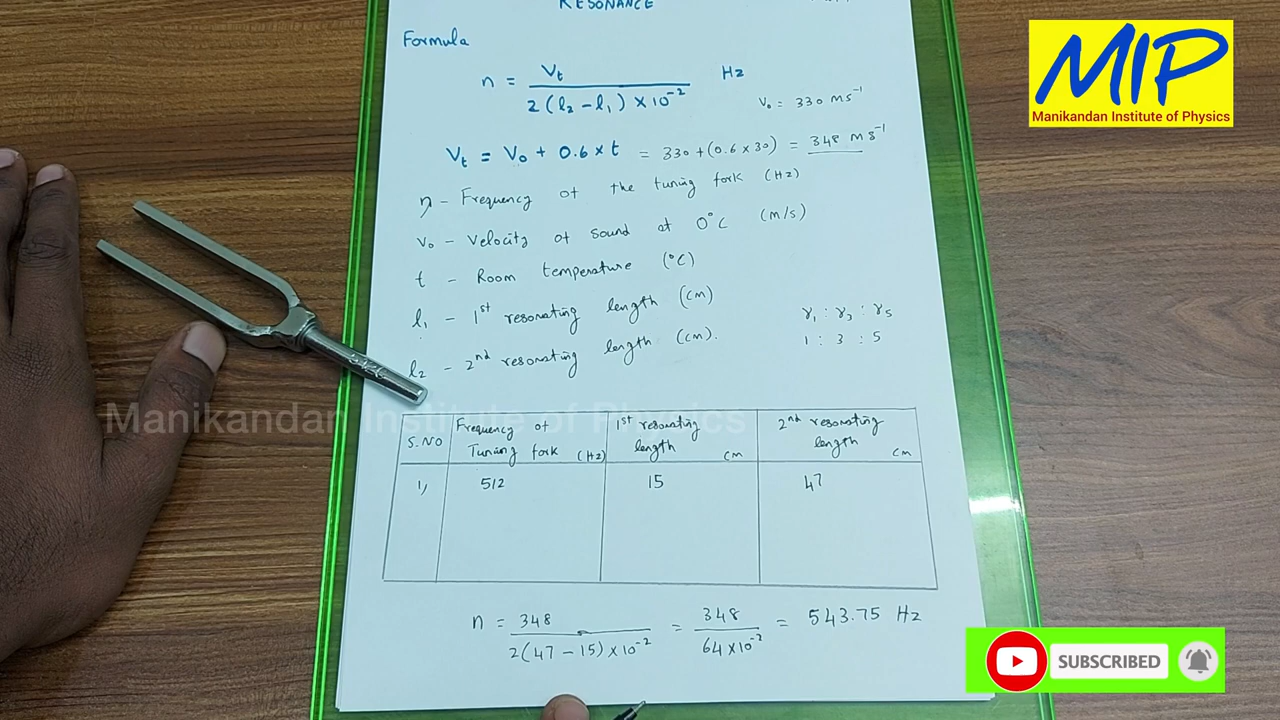 RESONANCE
Formula
n = Vt / 2(l₂ - l₁) × 10⁻² Hz
V₀ = 330 ms⁻¹
Vt = V₀ + 0.6 × t = 330 + (0.6 × 30) = 348 ms⁻¹
n - Frequency of the tuning fork (Hz)
V₀ - Velocity of sound at 0°C (m/s)
t - Room temperature (°C)
l₁ - 1st resonating length (cm)
l₂ - 2nd resonating length (cm).
γ₁ : γ₃ : γ₅
1 : 3 : 5
S.NO | Frequency of Tuning fork (Hz) | 1st resonating length cm | 2nd resonating length cm
1, | 512 | 15 | 47
n = 348 / 2(47 - 15) × 10⁻² = 348 / 64 × 10⁻² = 543.75 Hz
MIP
Manikandan Institute of Physics
Manikandan Institute of Physics
SUBSCRIBED